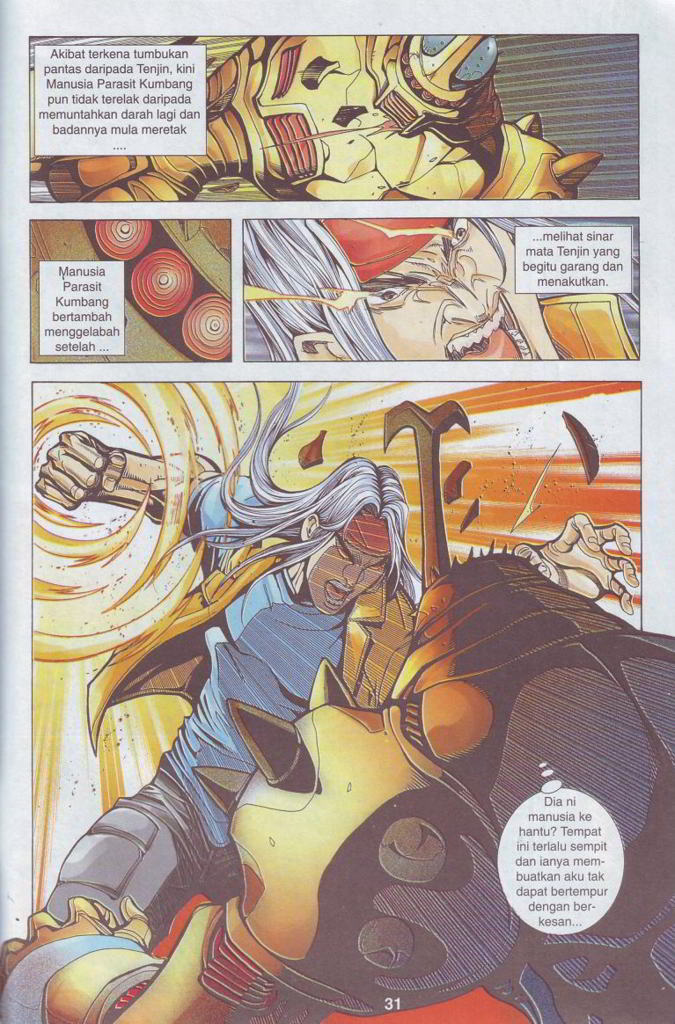 Akibat terkena tumbukan
pantas daripada Tenjin, kini
Manusia Parasit Kumbang
pun tidak terelak daripada
memuntahkan darah lagi dan
badannya mula meretak
....
Manusia
Parasit
Kumbang
bertambah
menggelabah
setelah ...
...melihat sinar
mata Tenjin yang
begitu garang dan
menakutkan.
Dia ni
manusia ke
hantu? Tempat
ini terlalu sempit
dan ianya mem-
buatkan aku tak
dapat bertempur
dengan ber-
kesan...
31